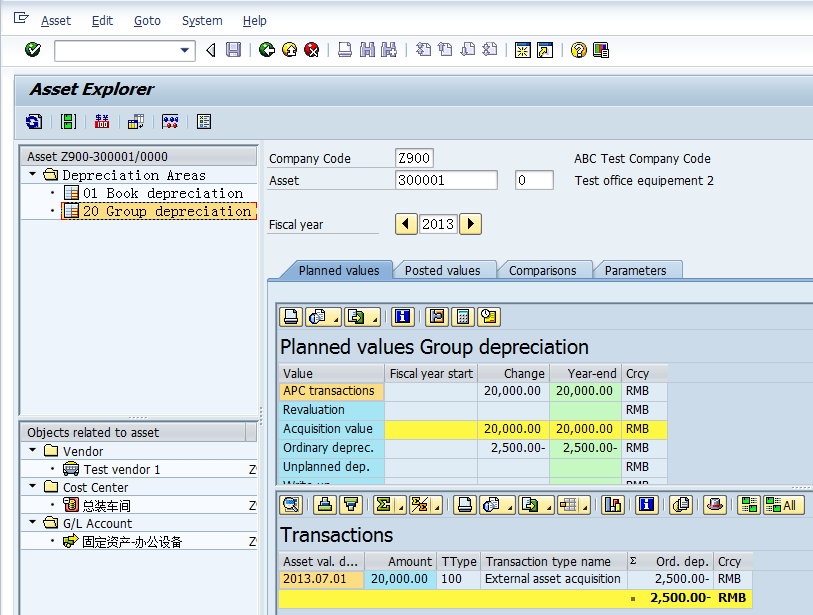 Asset Edit Goto System Help
Asset Explorer
Asset Z900-300001/0000
Depreciation Areas
01 Book depreciation
20 Group depreciation
Company Code Z900 ABC Test Company Code
Asset 300001 0 Test office equipement 2
Fiscal year 2013
Planned values Posted values Comparisons Parameters
Planned values Group depreciation
Value Fiscal year start Change Year-end Crcy
APC transactions 20,000.00 20,000.00 RMB
Revaluation RMB
Acquisition value 20,000.00 20,000.00 RMB
Ordinary deprec. 2,500.00- 2,500.00- RMB
Unplanned dep. RMB
Objects related to asset
Vendor
Test vendor 1
Cost Center
总装车间
G/L Account
固定资产-办公设备
All
Transactions
Asset val. d... Amount TType Transaction type name Σ Ord. dep. Crcy
2013.07.01 20,000.00 100 External asset acquisition 2,500.00- RMB
2,500.00- RMB